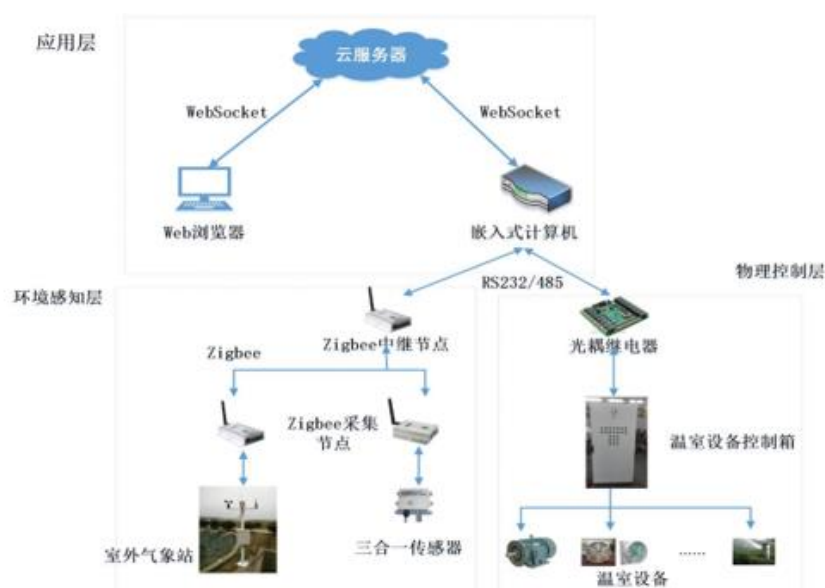 应用层
云服务器
WebSocket
WebSocket
Web浏览器
嵌入式计算机
物理控制层
RS232/485
环境感知层
Zigbee中继节点
光耦继电器
Zigbee
Zigbee采集
节点
温室设备控制箱
室外气象站
三合一传感器
......
温室设备